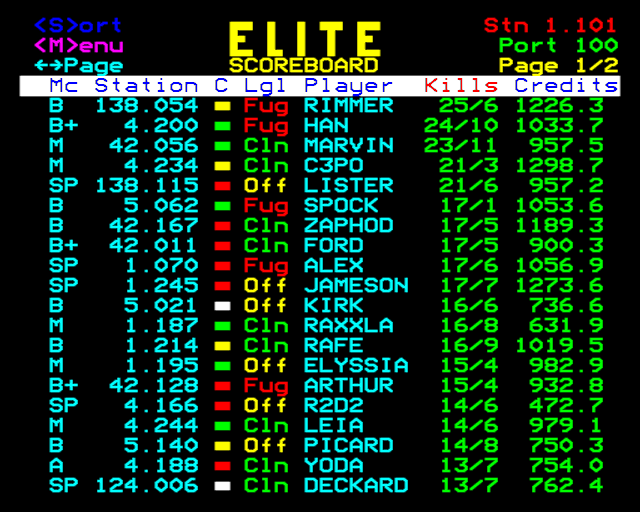 <S>ort ELITE Stn 1.101
<M>enu Port 100
←→Page SCOREBOARD Page 1/2
Mc Station C Lgl Player Kills Credits
B 138.054 Fug RIMMER 25/6 1226.3
B+ 4.200 Fug HAN 24/10 1033.7
M 42.056 Cln MARVIN 23/11 957.5
M 4.234 Cln C3PO 21/3 1298.7
SP 138.115 Off LISTER 21/6 957.2
B 5.062 Fug SPOCK 17/1 1053.6
B 42.167 Cln ZAPHOD 17/5 1189.3
B+ 42.011 Cln FORD 17/5 900.3
SP 1.070 Fug ALEX 17/6 1056.9
SP 1.245 Off JAMESON 17/7 1273.6
B 5.021 Off KIRK 16/6 736.6
M 1.187 Cln RAXXLA 16/8 631.9
B 1.214 Cln RAFE 16/9 1019.5
M 1.195 Off ELYSSIA 15/4 982.9
B+ 42.128 Fug ARTHUR 15/4 932.8
SP 4.166 Off R2D2 14/6 472.7
M 4.244 Cln LEIA 14/6 979.1
B 5.140 Off PICARD 14/8 750.3
A 4.188 Cln YODA 13/7 754.0
SP 124.006 Cln DECKARD 13/7 762.4